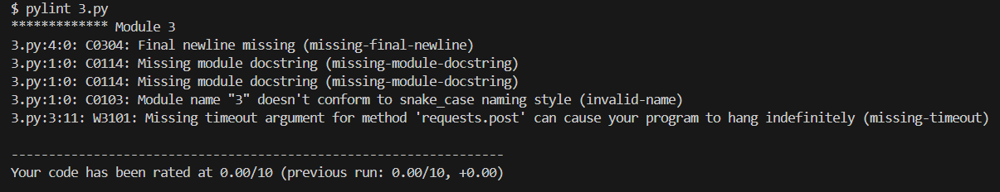 $ pylint 3.py
************* Module 3
3.py:4:0: C0304: Final newline missing (missing-final-newline)
3.py:1:0: C0114: Missing module docstring (missing-module-docstring)
3.py:1:0: C0114: Missing module docstring (missing-module-docstring)
3.py:1:0: C0103: Module name "3" doesn't conform to snake_case naming style (invalid-name)
3.py:3:11: W3101: Missing timeout argument for method 'requests.post' can cause your program to hang indefinitely (missing-timeout)
------------------------------------------------------------------
Your code has been rated at 0.00/10 (previous run: 0.00/10, +0.00)